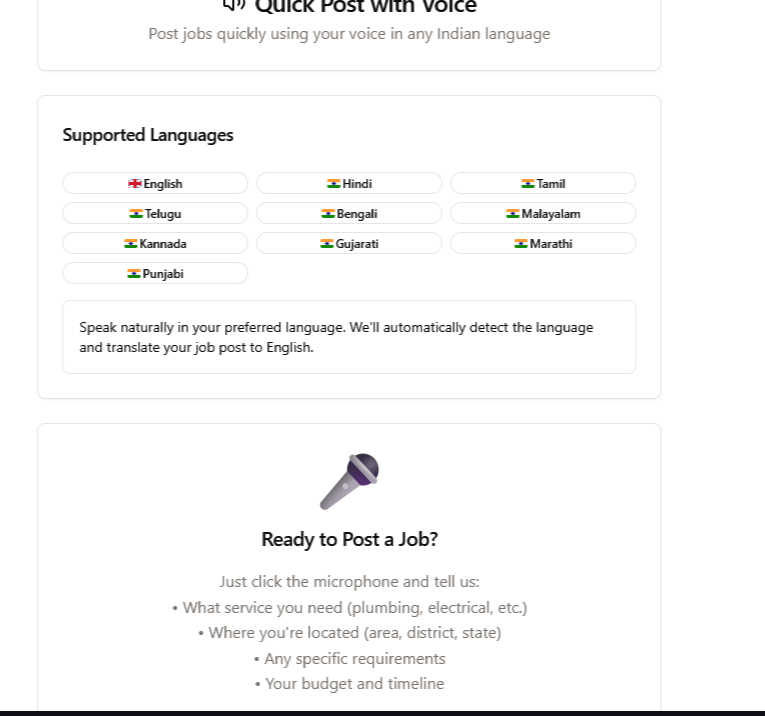 Quick Post with Voice
Post jobs quickly using your voice in any Indian language
Supported Languages
English
Hindi
Tamil
Telugu
Bengali
Malayalam
Kannada
Gujarati
Marathi
Punjabi
Speak naturally in your preferred language. We'll automatically detect the language
and translate your job post to English.
Ready to Post a Job?
Just click the microphone and tell us:
• What service you need (plumbing, electrical, etc.)
• Where you're located (area, district, state)
• Any specific requirements
• Your budget and timeline